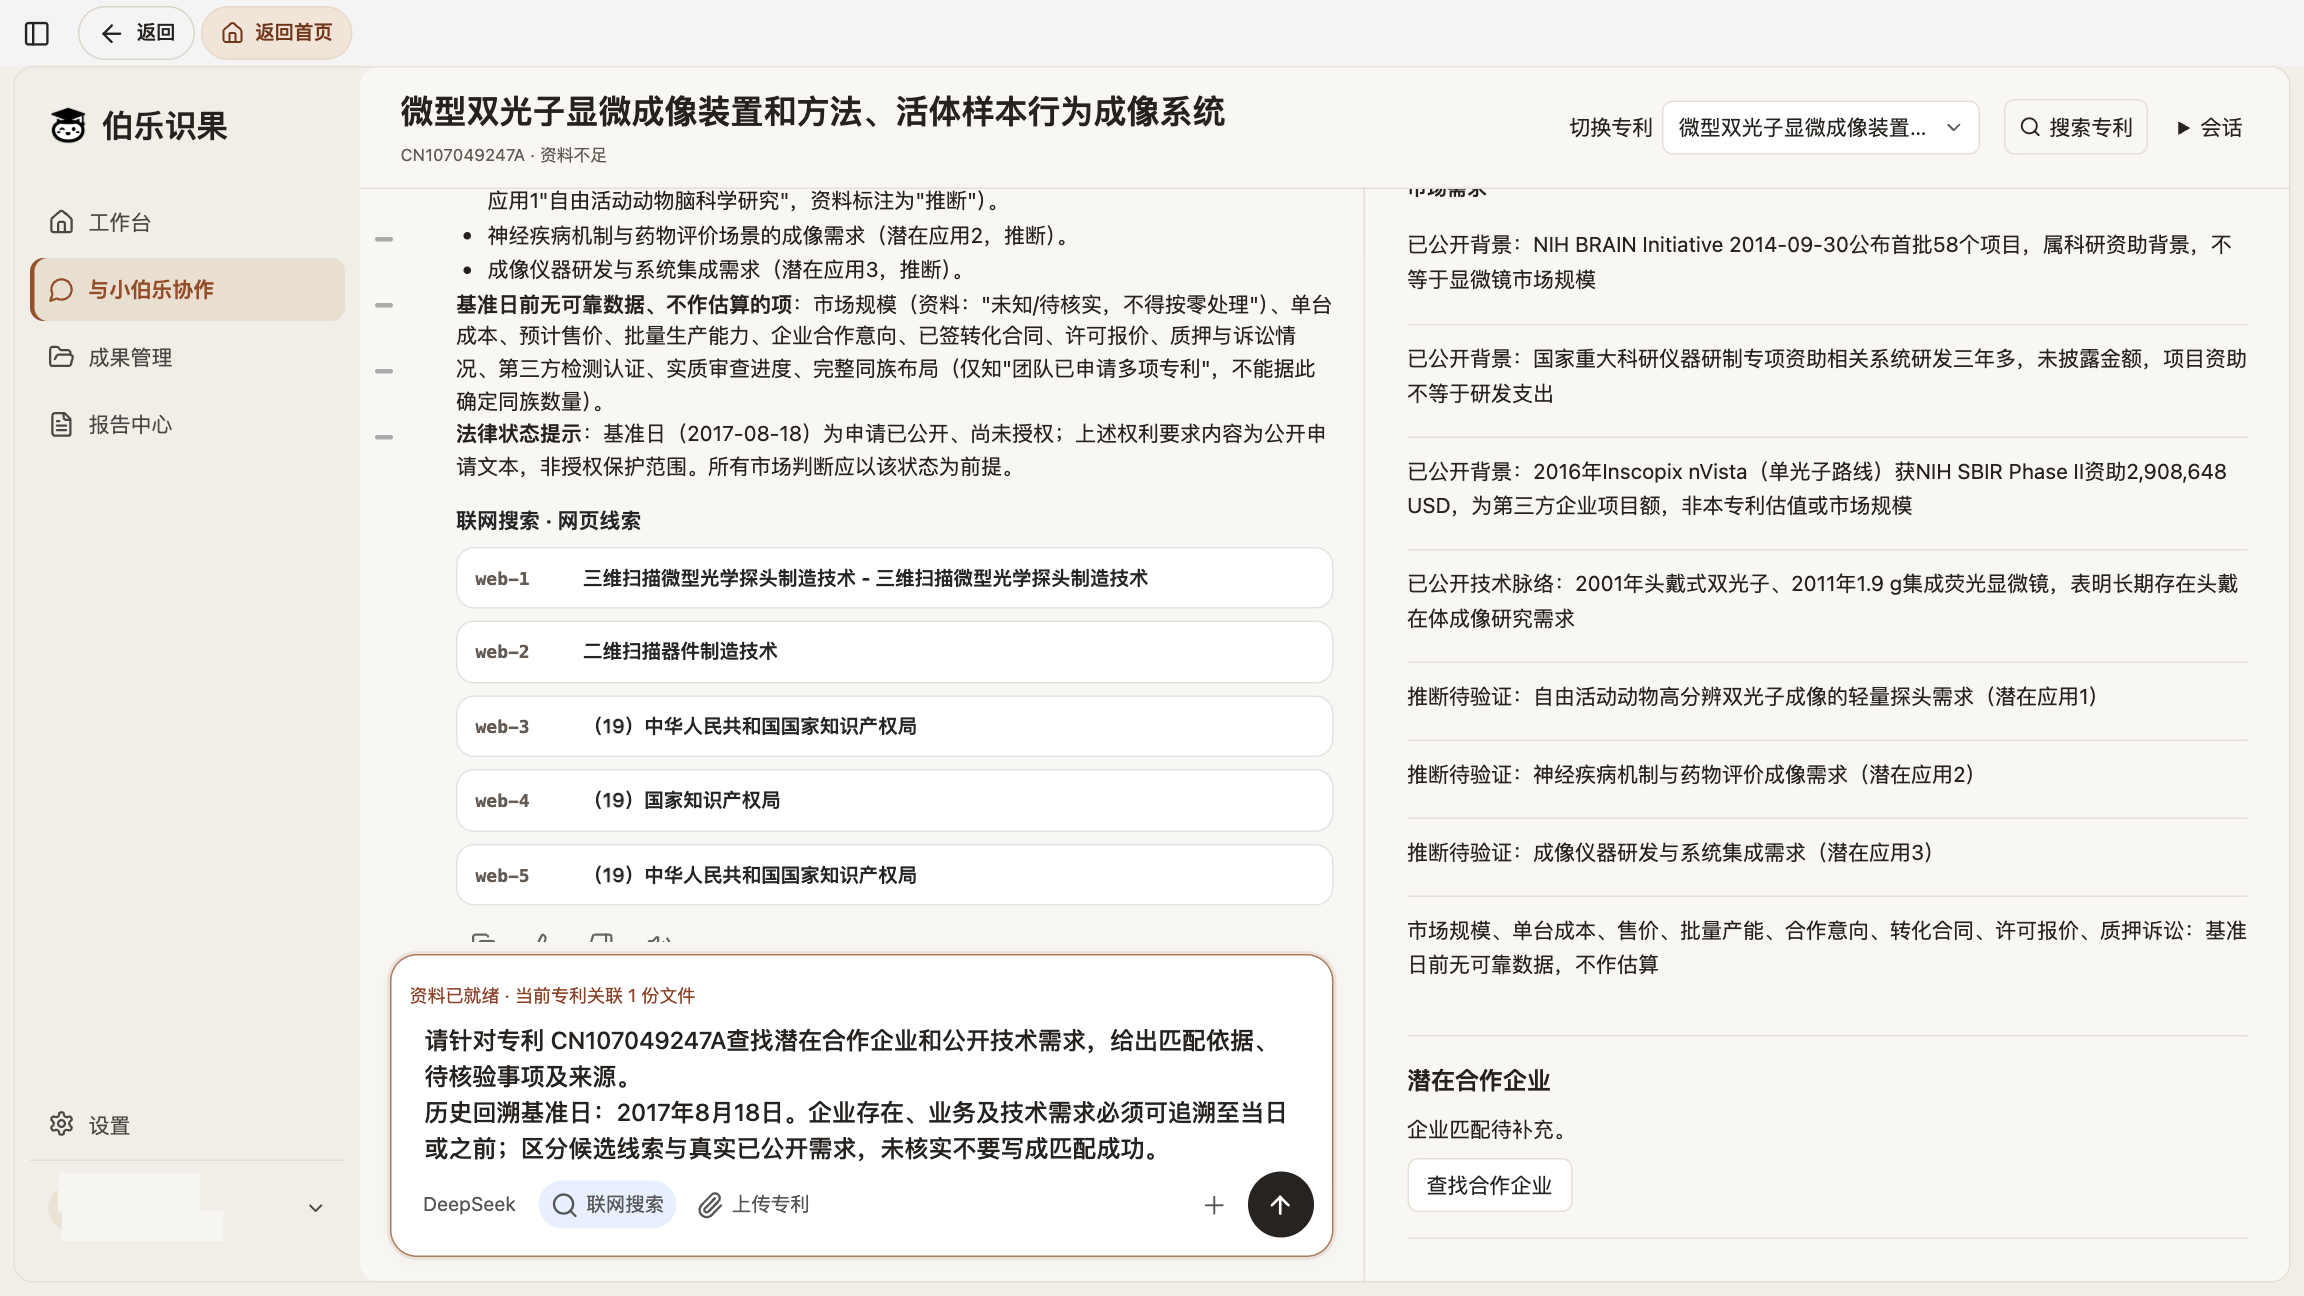 返回
返回首页
伯乐识果
工作台
与小伯乐协作
成果管理
报告中心
设置
微型双光子显微成像装置和方法、活体样本行为成像系统
CN107049247A · 资料不足
切换专利
微型双光子显微成像装置...
搜索专利
▶ 会话
应用1"自由活动动物脑科学研究"，资料标注为"推断"）。
• 神经疾病机制与药物评价场景的成像需求（潜在应用2，推断）。
• 成像仪器研发与系统集成需求（潜在应用3，推断）。
基准日前无可靠数据、不作估算的项：市场规模（资料："未知/待核实，不得按零处理"）、单台
成本、预计售价、批量生产能力、企业合作意向、已签转化合同、许可报价、质押与诉讼情
况、第三方检测认证、实质审查进度、完整同族布局（仅知"团队已申请多项专利"，不能据此
确定同族数量）。
法律状态提示：基准日（2017-08-18）为申请已公开、尚未授权；上述权利要求内容为公开申
请文本，非授权保护范围。所有市场判断应以该状态为前提。
联网搜索 · 网页线索
web-1 三维扫描微型光学探头制造技术 - 三维扫描微型光学探头制造技术
web-2 二维扫描器件制造技术
web-3 （19）中华人民共和国国家知识产权局
web-4 （19）国家知识产权局
web-5 （19）中华人民共和国国家知识产权局
资料已就绪 · 当前专利关联 1 份文件
请针对专利 CN107049247A查找潜在合作企业和公开技术需求，给出匹配依据、
待核验事项及来源。
历史回溯基准日：2017年8月18日。企业存在、业务及技术需求必须可追溯至当日
或之前；区分候选线索与真实已公开需求，未核实不要写成匹配成功。
DeepSeek
联网搜索
上传专利
市场需求
已公开背景：NIH BRAIN Initiative 2014-09-30公布首批58个项目，属科研资助背景，不
等于显微镜市场规模
已公开背景：国家重大科研仪器研制专项资助相关系统研发三年多，未披露金额，项目资助
不等于研发支出
已公开背景：2016年Inscopix nVista（单光子路线）获NIH SBIR Phase II资助2,908,648
USD，为第三方企业项目额，非本专利估值或市场规模
已公开技术脉络：2001年头戴式双光子、2011年1.9 g集成荧光显微镜，表明长期存在头戴
在体成像研究需求
推断待验证：自由活动动物高分辨双光子成像的轻量探头需求（潜在应用1）
推断待验证：神经疾病机制与药物评价成像需求（潜在应用2）
推断待验证：成像仪器研发与系统集成需求（潜在应用3）
市场规模、单台成本、售价、批量产能、合作意向、转化合同、许可报价、质押诉讼：基准
日前无可靠数据，不作估算
潜在合作企业
企业匹配待补充。
查找合作企业